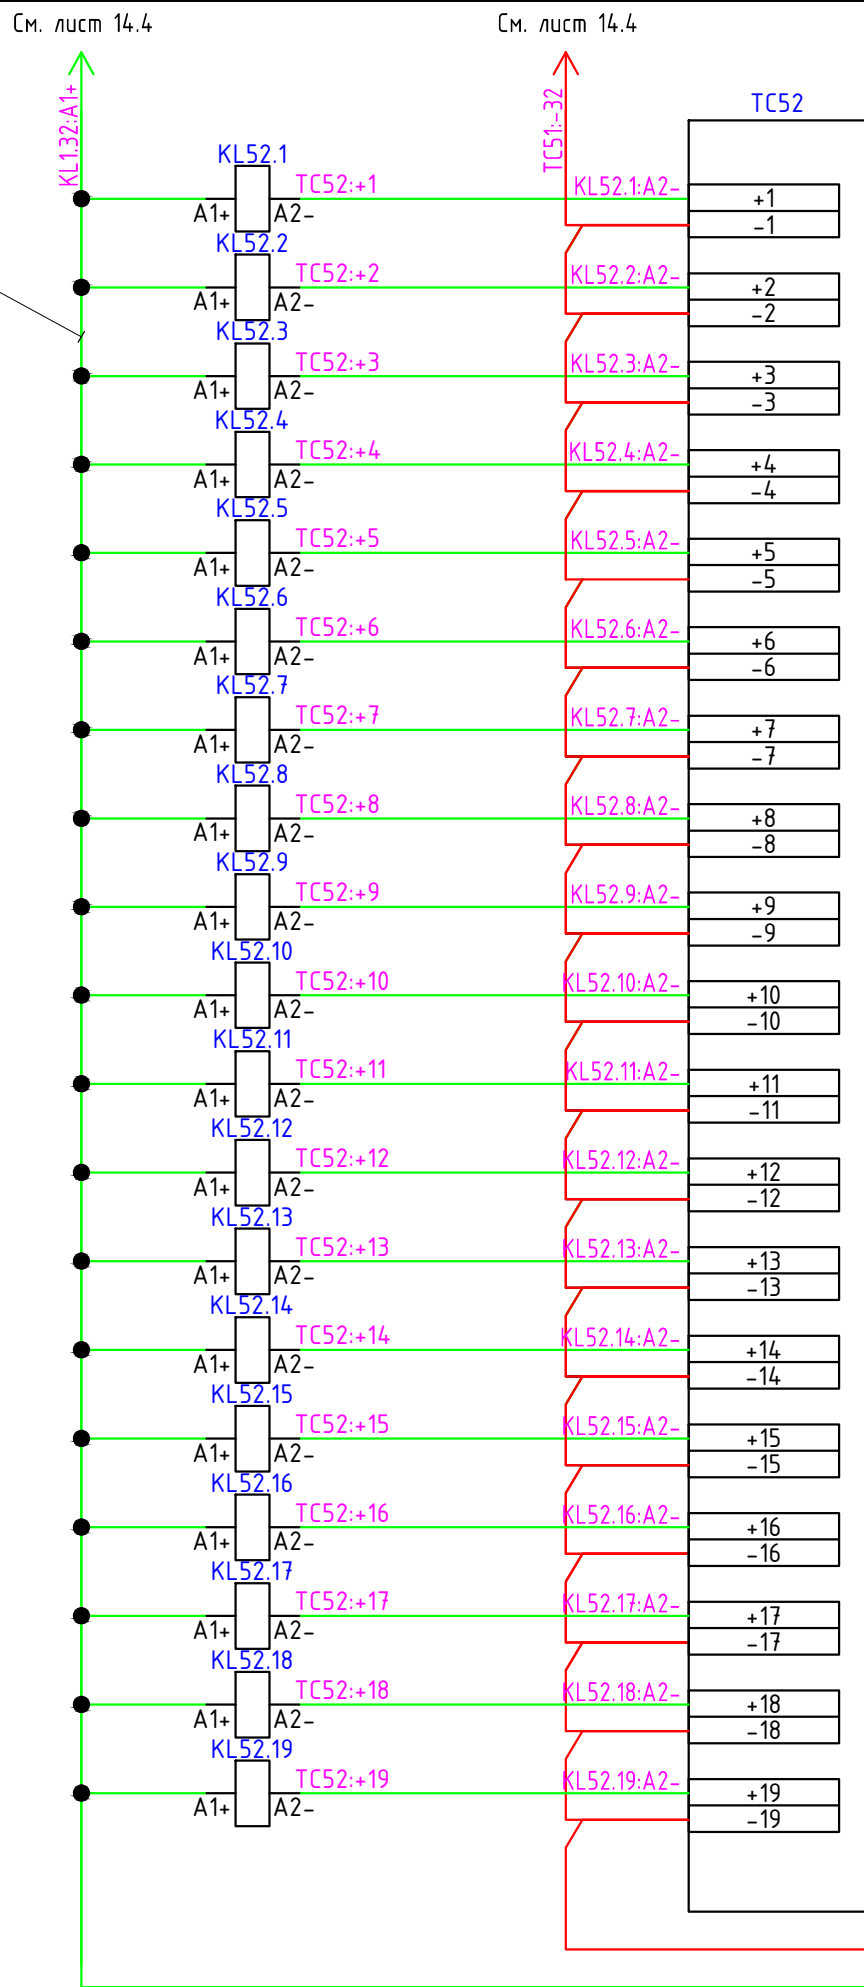 См. лист 14.4
См. лист 14.4
KL1.32:A1+
TC51:-32
TC52
KL52.1
TC52:+1
KL52.1:A2-
+1
A1+
A2-
-1
KL52.2
TC52:+2
KL52.2:A2-
+2
A1+
A2-
-2
KL52.3
TC52:+3
KL52.3:A2-
+3
A1+
A2-
-3
KL52.4
TC52:+4
KL52.4:A2-
+4
A1+
A2-
-4
KL52.5
TC52:+5
KL52.5:A2-
+5
A1+
A2-
-5
KL52.6
TC52:+6
KL52.6:A2-
+6
A1+
A2-
-6
KL52.7
TC52:+7
KL52.7:A2-
+7
A1+
A2-
-7
KL52.8
TC52:+8
KL52.8:A2-
+8
A1+
A2-
-8
KL52.9
TC52:+9
KL52.9:A2-
+9
A1+
A2-
-9
KL52.10
TC52:+10
KL52.10:A2-
+10
A1+
A2-
-10
KL52.11
TC52:+11
KL52.11:A2-
+11
A1+
A2-
-11
KL52.12
TC52:+12
KL52.12:A2-
+12
A1+
A2-
-12
KL52.13
TC52:+13
KL52.13:A2-
+13
A1+
A2-
-13
KL52.14
TC52:+14
KL52.14:A2-
+14
A1+
A2-
-14
KL52.15
TC52:+15
KL52.15:A2-
+15
A1+
A2-
-15
KL52.16
TC52:+16
KL52.16:A2-
+16
A1+
A2-
-16
KL52.17
TC52:+17
KL52.17:A2-
+17
A1+
A2-
-17
KL52.18
TC52:+18
KL52.18:A2-
+18
A1+
A2-
-18
KL52.19
TC52:+19
KL52.19:A2-
+19
A1+
A2-
-19